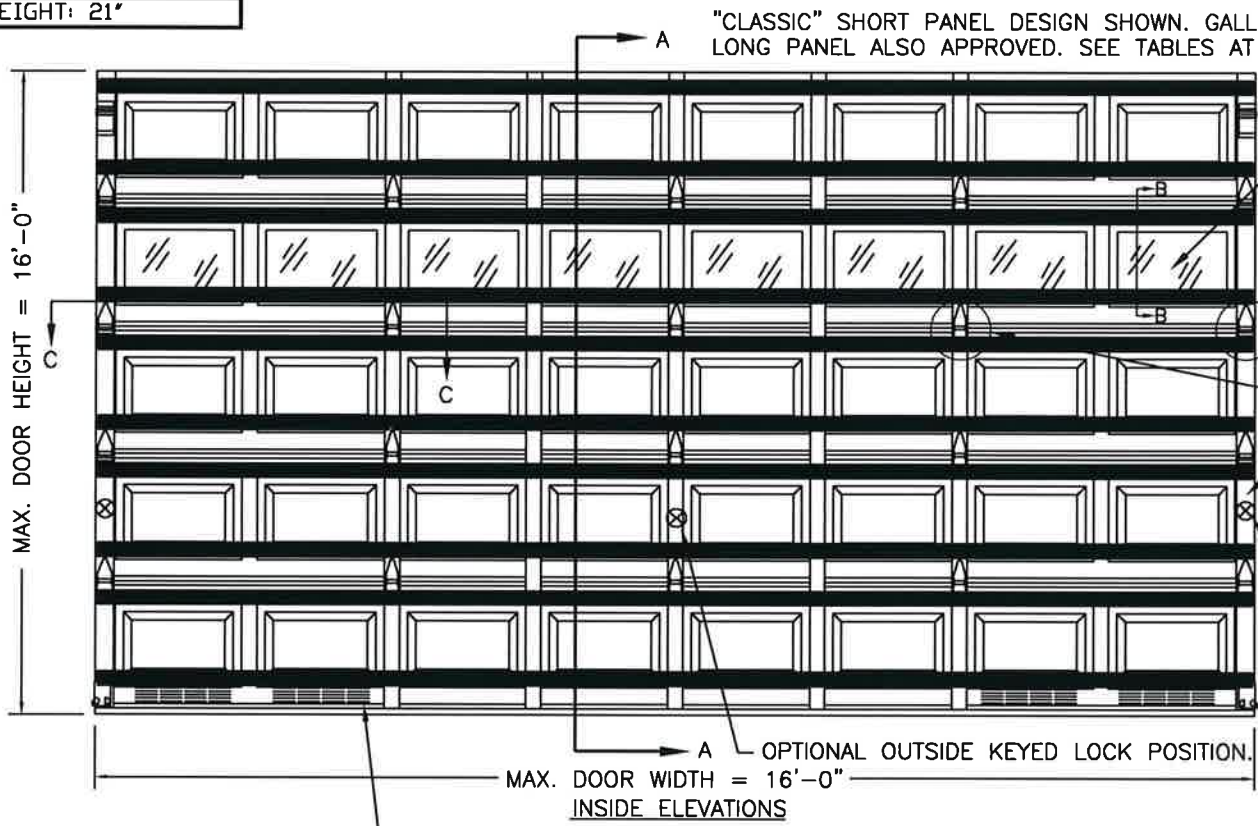 EIGHT: 21"
"CLASSIC" SHORT PANEL DESIGN SHOWN. GALL
LONG PANEL ALSO APPROVED. SEE TABLES AT
A
B
B
MAX. DOOR HEIGHT = 16'-0"
C
C
A
OPTIONAL OUTSIDE KEYED LOCK POSITION.
MAX. DOOR WIDTH = 16'-0"
INSIDE ELEVATIONS